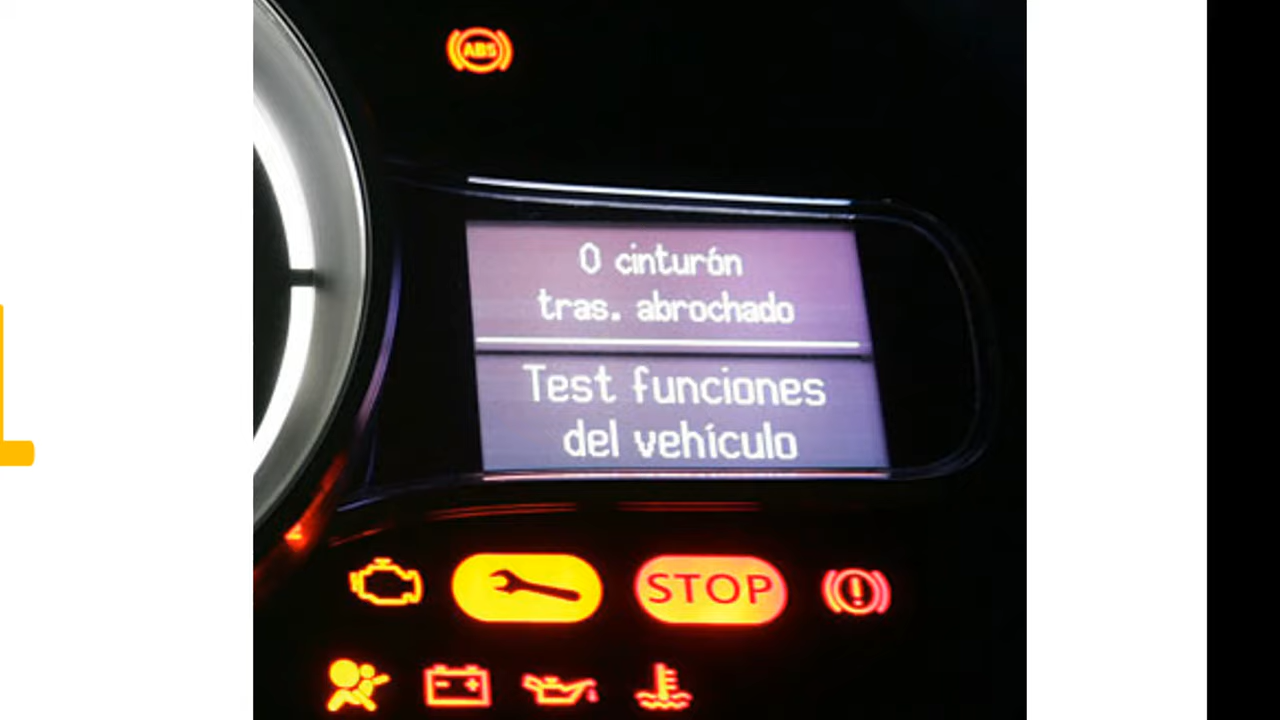 ABS
0 cinturón
tras. abrochado
Test funciones
del vehículo
STOP